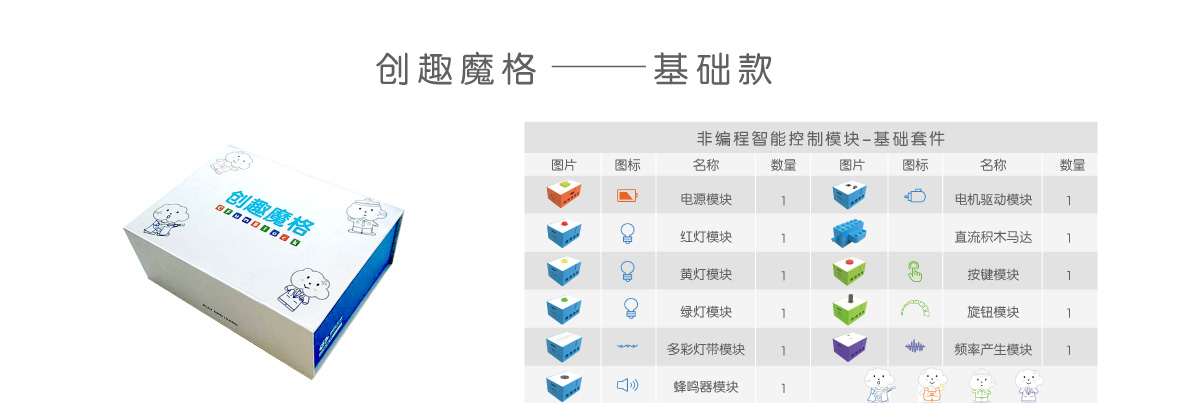 创趣魔格 —— 基础款
创趣魔格
Crunslock
非编程智能控制模块-基础套件
图片 图标 名称 数量 图片 图标 名称 数量
电源模块 1 电机驱动模块 1
红灯模块 1 直流积木马达 1
黄灯模块 1 按键模块 1
绿灯模块 1 旋钮模块 1
多彩灯带模块 1 频率产生模块 1
蜂鸣器模块 1